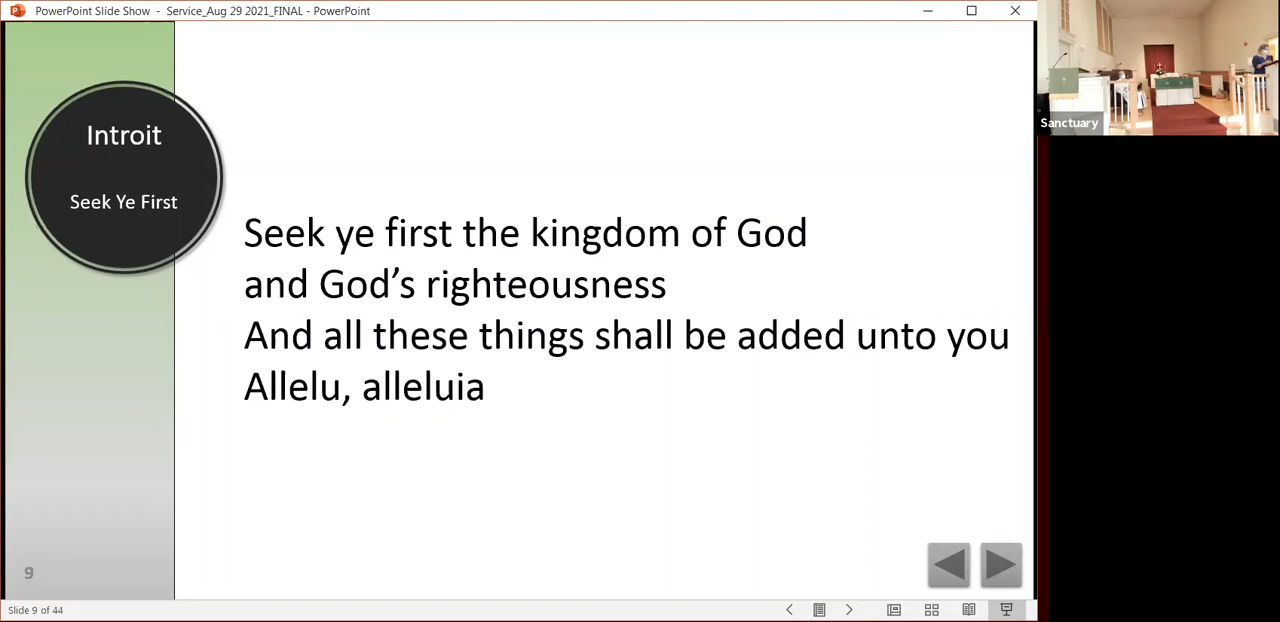 PowerPoint Slide Show - Service_Aug 29 2021_FINAL - PowerPoint
Introit
Seek Ye First
Seek ye first the kingdom of God
and God's righteousness
And all these things shall be added unto you
Allelu, alleluia
9
Slide 9 of 44
Sanctuary